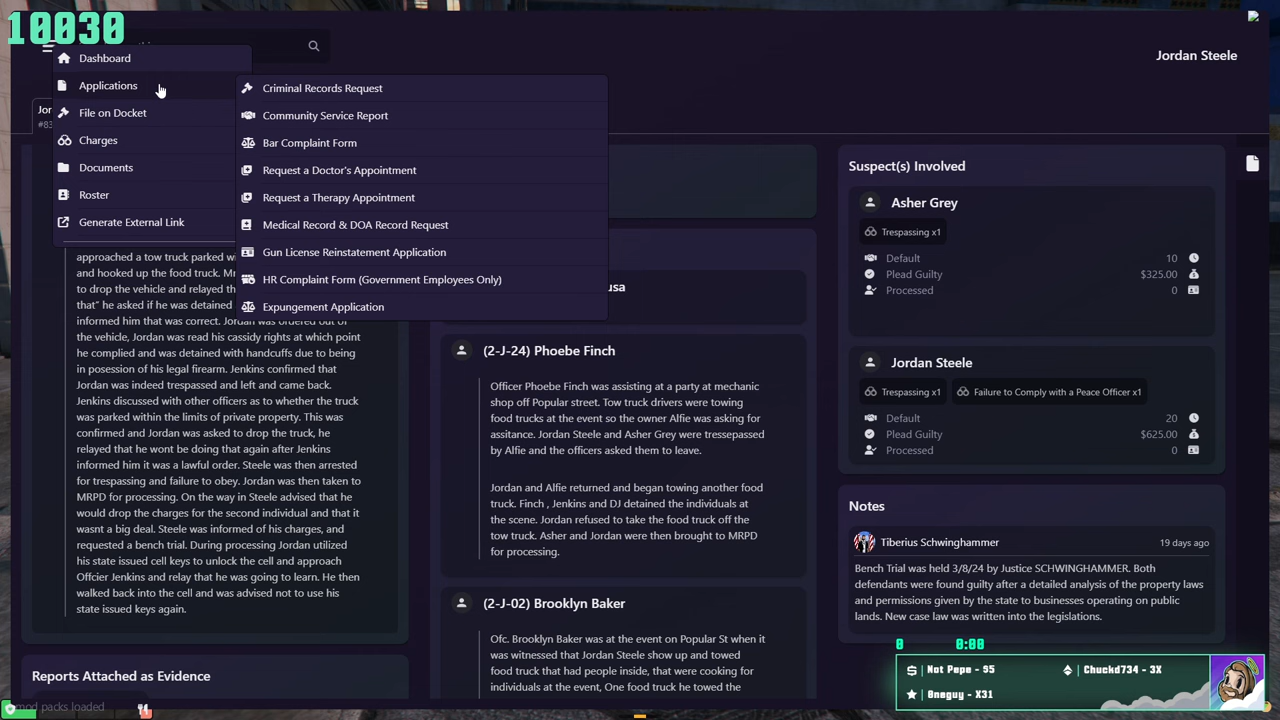 10030
Jordan Steele
Dashboard
Applications
File on Docket
Charges
Documents
Roster
Generate External Link
Criminal Records Request
Community Service Report
Bar Complaint Form
Request a Doctor's Appointment
Request a Therapy Appointment
Medical Record & DOA Record Request
Gun License Reinstatement Application
HR Complaint Form (Government Employees Only)
Expungement Application
Jor
#83
approached a tow truck parked wi
and hooked up the food truck. Mr
to drop the vehicle and relayed the
that" he asked if he was detained
informed him that was correct. Jordan was ordered out of
the vehicle, Jordan was read his cassidy rights at which point
he complied and was detained with handcuffs due to being
in posession of his legal firearm. Jenkins confirmed that
Jordan was indeed trespassed and left and came back.
Jenkins discussed with other officers as to whether the truck
was parked within the limits of private property. This was
confirmed and Jordan was asked to drop the truck, he
relayed that he wont be doing that again after Jenkins
informed him it was a lawful order. Steele was then arrested
for trespassing and failure to obey. Jordan was then taken to
MRPD for processing. On the way in Steele advised that he
would drop the charges for the second individual and that it
wasnt a big deal. Steele was informed of his charges, and
requested a bench trial. During processing Jordan utilized
his state issued cell keys to unlock the cell and approach
Offcier Jenkins and relay that he was going to learn. He then
walked back into the cell and was advised not to use his
state issued keys again.
Reports Attached as Evidence
usa
(2-J-24) Phoebe Finch
Officer Phoebe Finch was assisting at a party at mechanic
shop off Popular street. Tow truck drivers were towing
food trucks at the event so the owner Alfie was asking for
assitance. Jordan Steele and Asher Grey were tressepassed
by Alfie and the officers asked them to leave.
Jordan and Alfie returned and began towing another food
truck. Finch , Jenkins and DJ detained the individuals at
the scene. Jordan refused to take the food truck off the
tow truck. Asher and Jordan were then brought to MRPD
for processing.
(2-J-02) Brooklyn Baker
Ofc. Brooklyn Baker was at the event on Popular St when it
was witnessed that Jordan Steele show up and towed
food truck that had people inside, that were cooking for
individuals at the event, One food truck he towed the
Suspect(s) Involved
Asher Grey
Trespassing x1
Default 10
Plead Guilty $325.00
Processed 0
Jordan Steele
Trespassing x1 Failure to Comply with a Peace Officer x1
Default 20
Plead Guilty $625.00
Processed 0
Notes
Tiberius Schwinghammer 19 days ago
Bench Trial was held 3/8/24 by Justice SCHWINGHAMMER. Both
defendants were found guilty after a detailed analysis of the property laws
and permissions given by the state to businesses operating on public
lands. New case law was written into the legislations.
0 0:00
Not Pepe - 95
Chuckd734 - 3X
Oneguy - X31
mod packs loaded